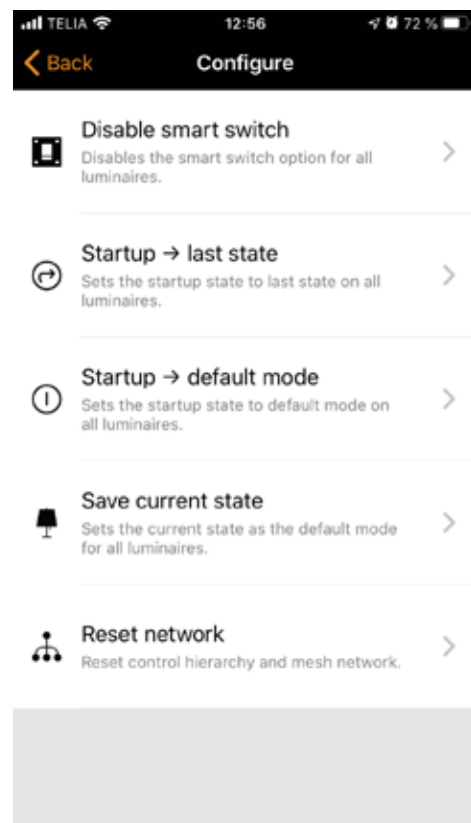 TELIA 12:56 72 %
Back Configure
Disable smart switch
Disables the smart switch option for all
luminaires.
Startup → last state
Sets the startup state to last state on all
luminaires.
Startup → default mode
Sets the startup state to default mode on
all luminaires.
Save current state
Sets the current state as the default mode
for all luminaires.
Reset network
Reset control hierarchy and mesh network.